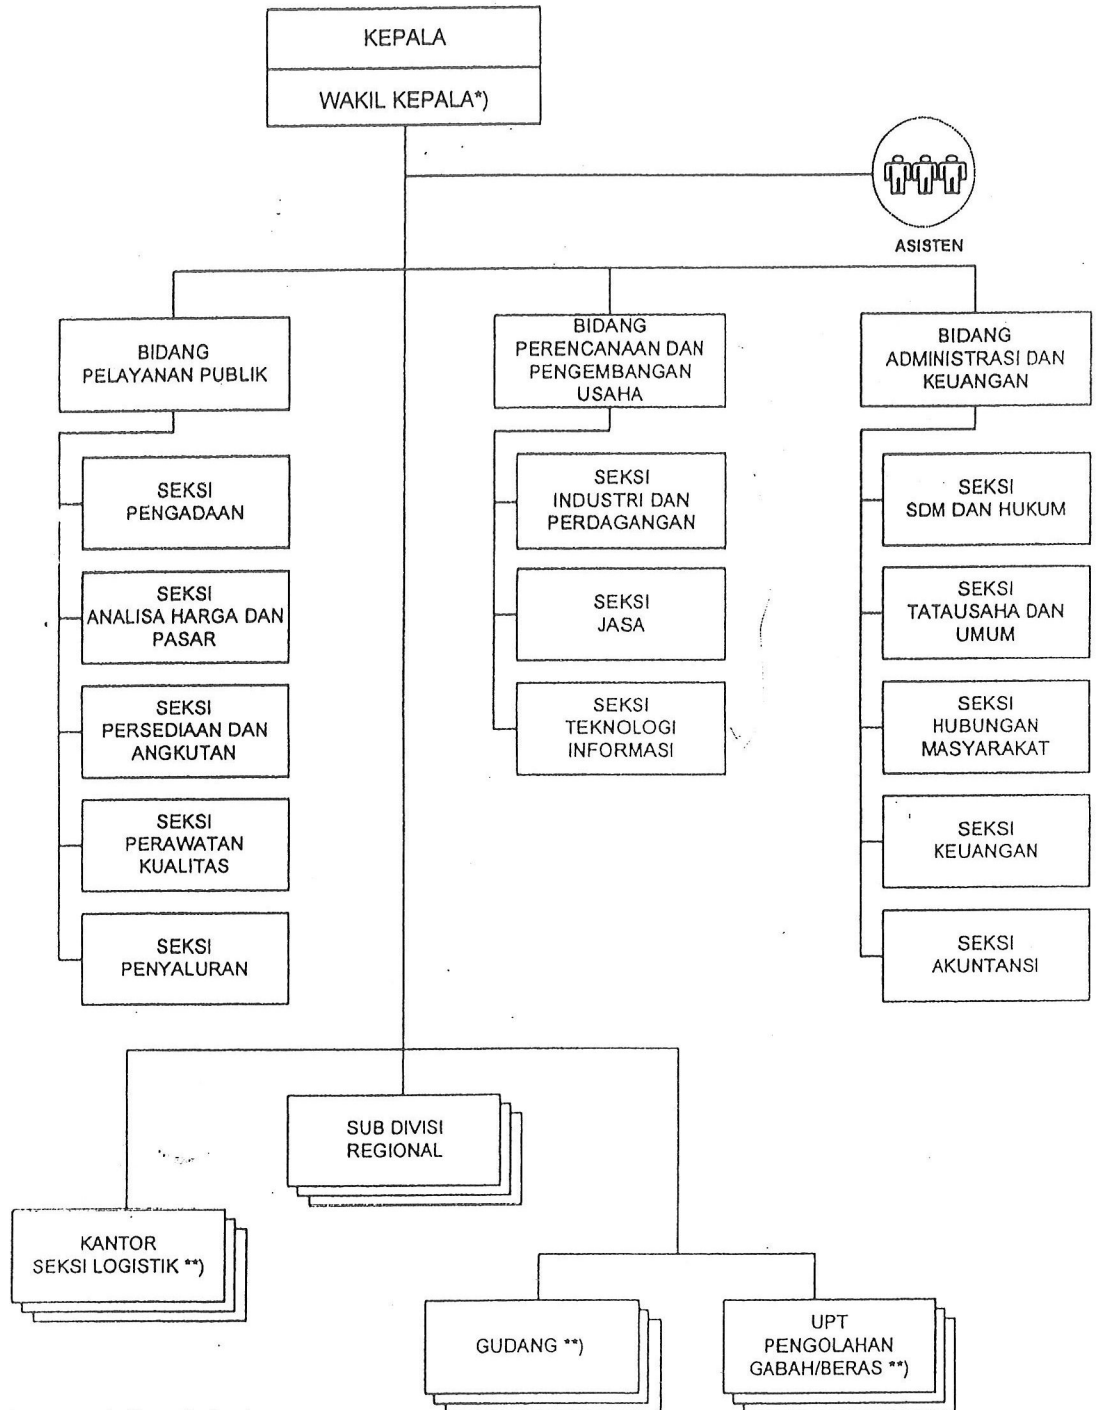 KEPALA
WAKIL KEPALA*)
ASISTEN
BIDANG
PELAYANAN PUBLIK
SEKSI
PENGADAAN
SEKSI
ANALISA HARGA DAN
PASAR
SEKSI
PERSEDIAAN DAN
ANGKUTAN
SEKSI
PERAWATAN
KUALITAS
SEKSI
PENYALURAN
BIDANG
PERENCANAAN DAN
PENGEMBANGAN
USAHA
SEKSI
INDUSTRI DAN
PERDAGANGAN
SEKSI
JASA
SEKSI
TEKNOLOGI
INFORMASI
BIDANG
ADMINISTRASI DAN
KEUANGAN
SEKSI
SDM DAN HUKUM
SEKSI
TATAUSAHA DAN
UMUM
SEKSI
HUBUNGAN
MASYARAKAT
SEKSI
KEUANGAN
SEKSI
AKUNTANSI
SUB DIVISI
REGIONAL
KANTOR
SEKSI LOGISTIK **)
GUDANG **)
UPT
PENGOLAHAN
GABAH/BERAS **)